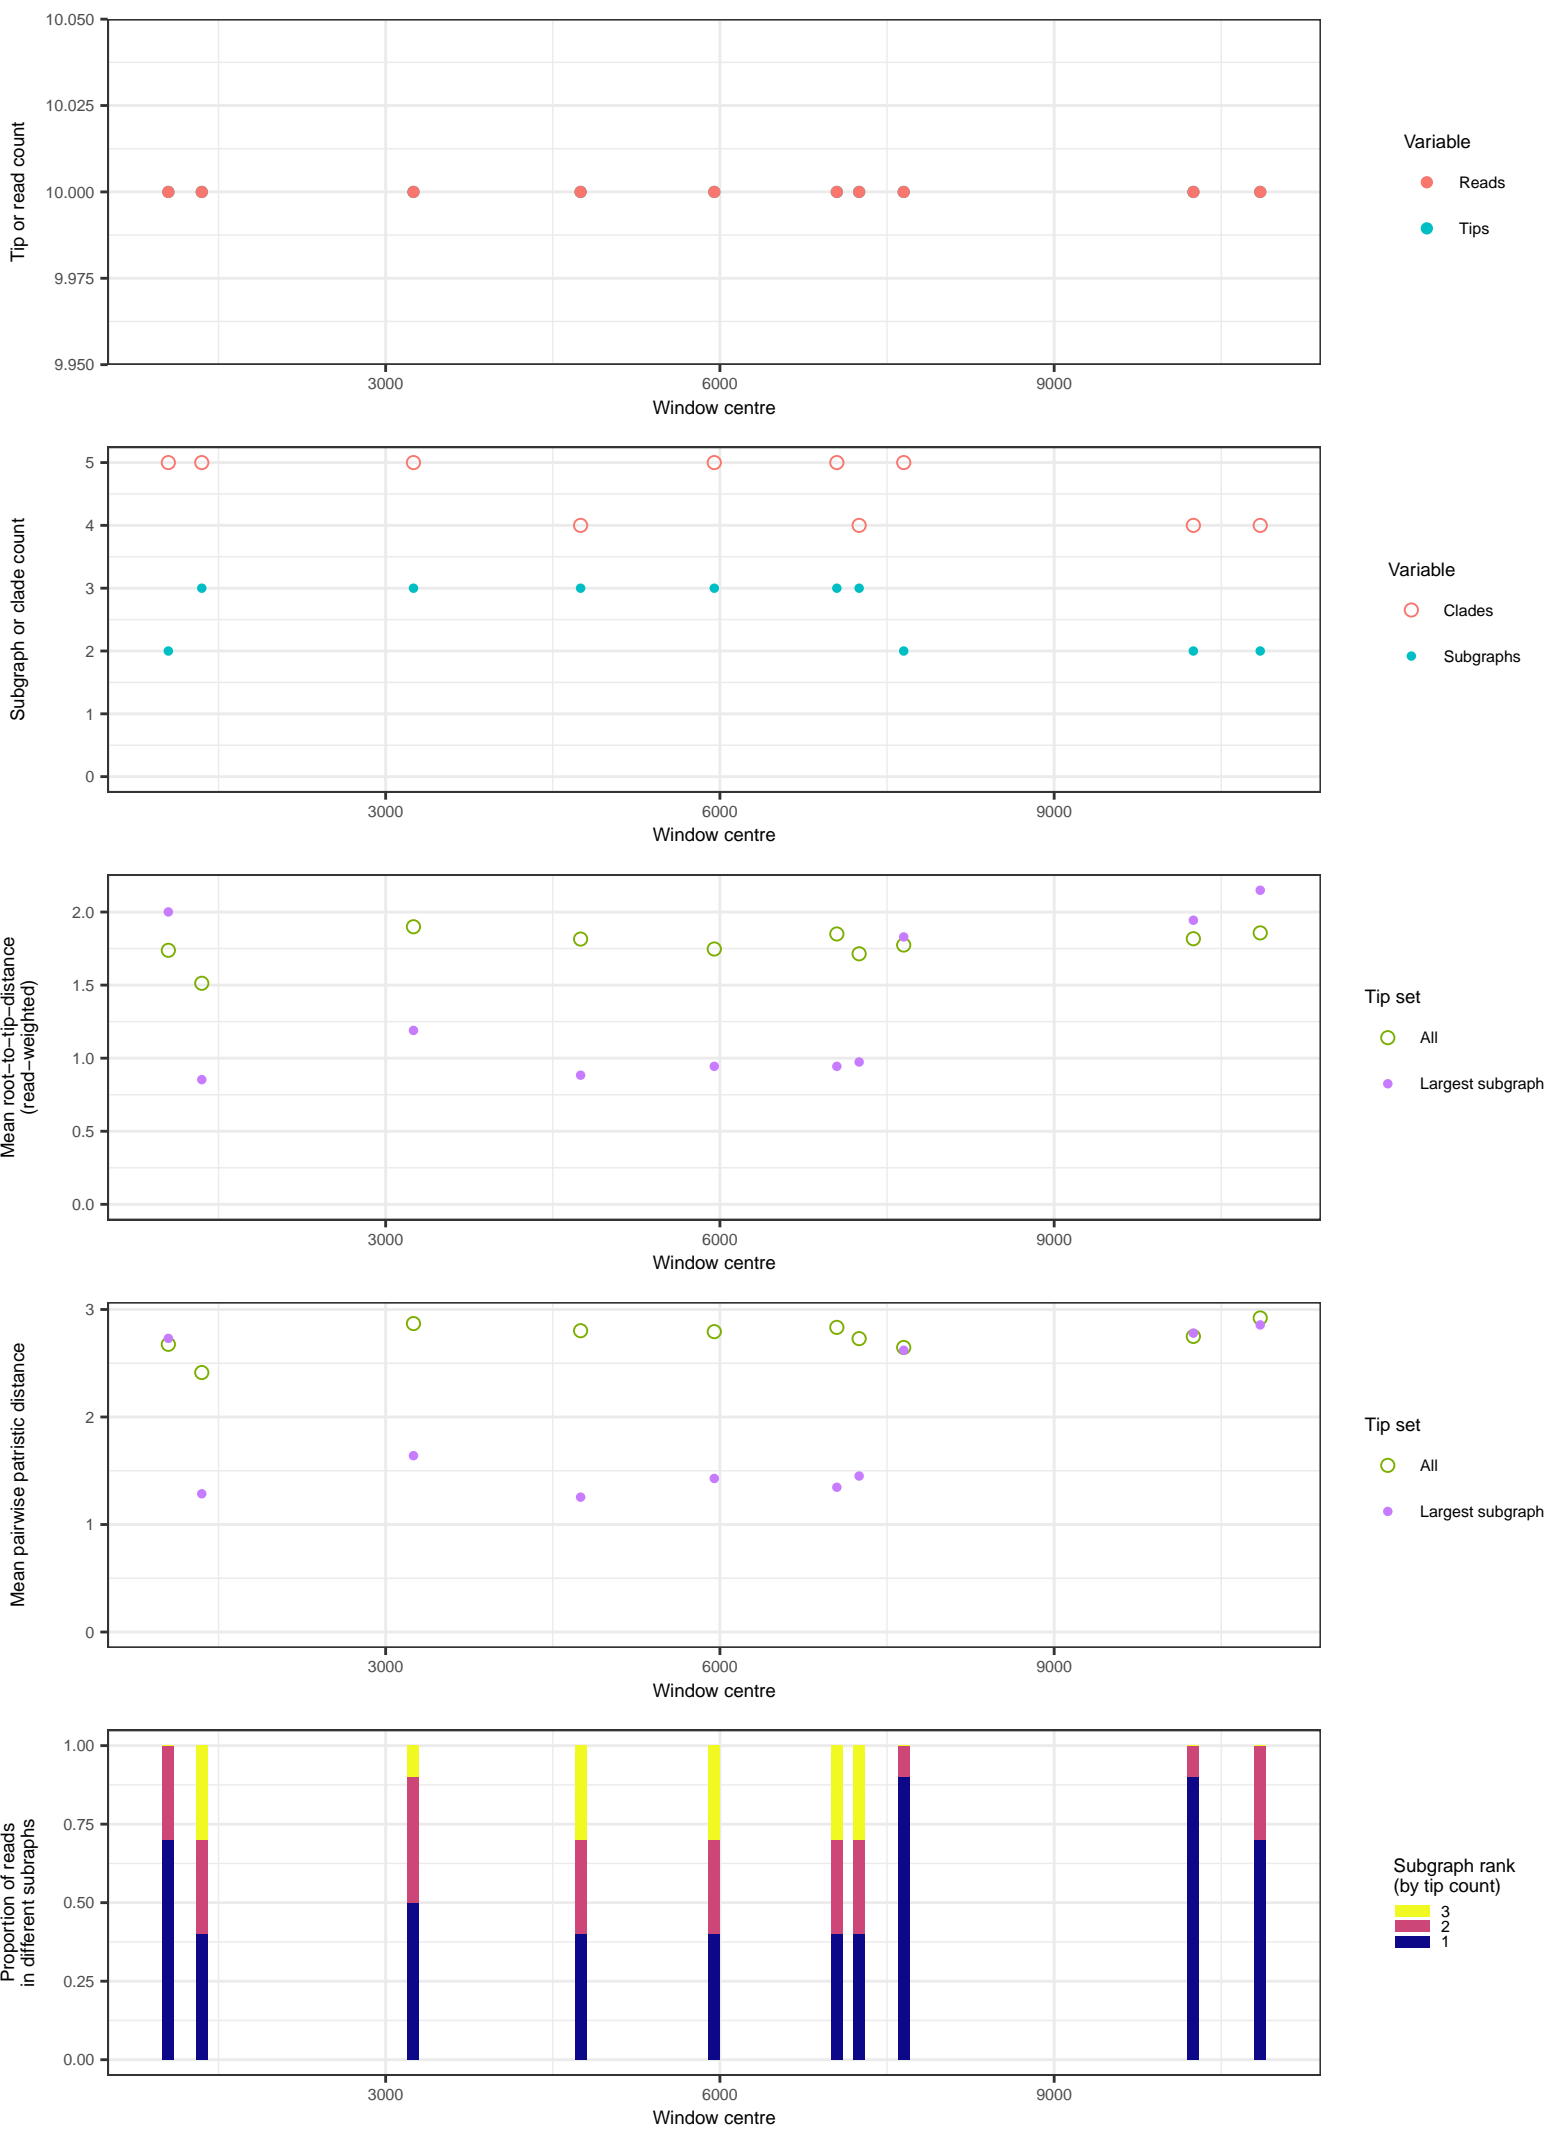 10.050
10.025
10.000
9.975
9.950
Tip or read count
3000
6000
9000
Window centre
Variable
Reads
Tips
5
4
3
2
1
0
Subgraph or clade count
3000
6000
9000
Window centre
Variable
Clades
Subgraphs
2.0
1.5
1.0
0.5
0.0
Mean root−to−tip−distance
(read−weighted)
3000
6000
9000
Window centre
Tip set
All
Largest subgraph
3
2
1
0
Mean pairwise patristic distance
3000
6000
9000
Window centre
Tip set
All
Largest subgraph
1.00
0.75
0.50
0.25
0.00
Proportion of reads
in different subraphs
3000
6000
9000
Window centre
Subgraph rank
(by tip count)
3
2
1